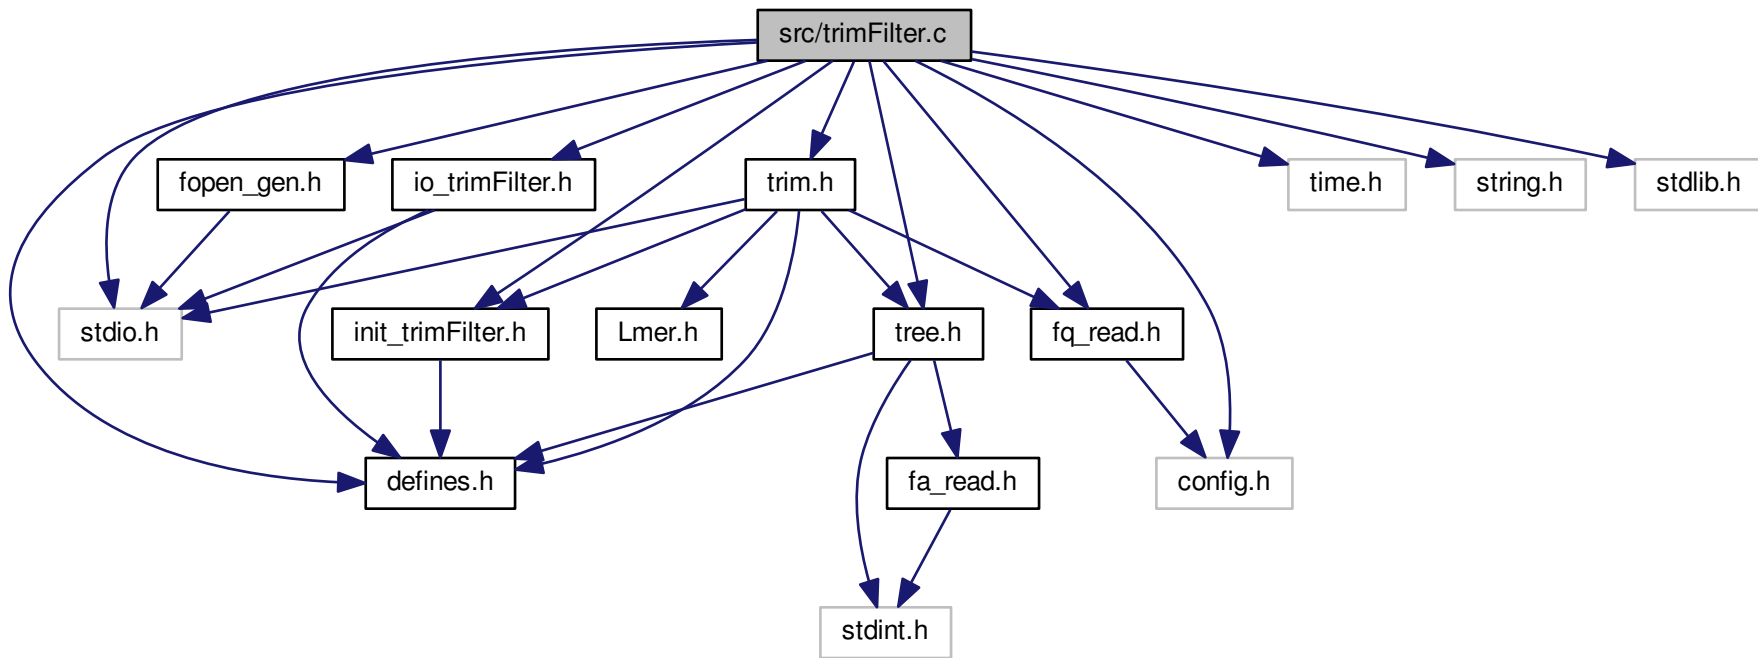 src/trimFilter.c
fopen_gen.h
io_trimFilter.h
trim.h
time.h
string.h
stdlib.h
stdio.h
init_trimFilter.h
Lmer.h
tree.h
fq_read.h
defines.h
fa_read.h
config.h
stdint.h